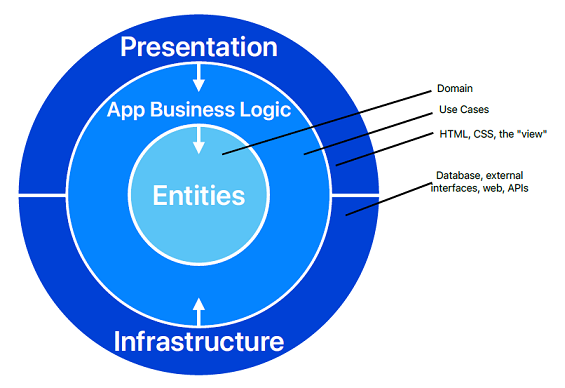 Presentation
App Business Logic
Entities
Infrastructure
Domain
Use Cases
HTML, CSS, the "view"
Database, external
interfaces, web, APIs